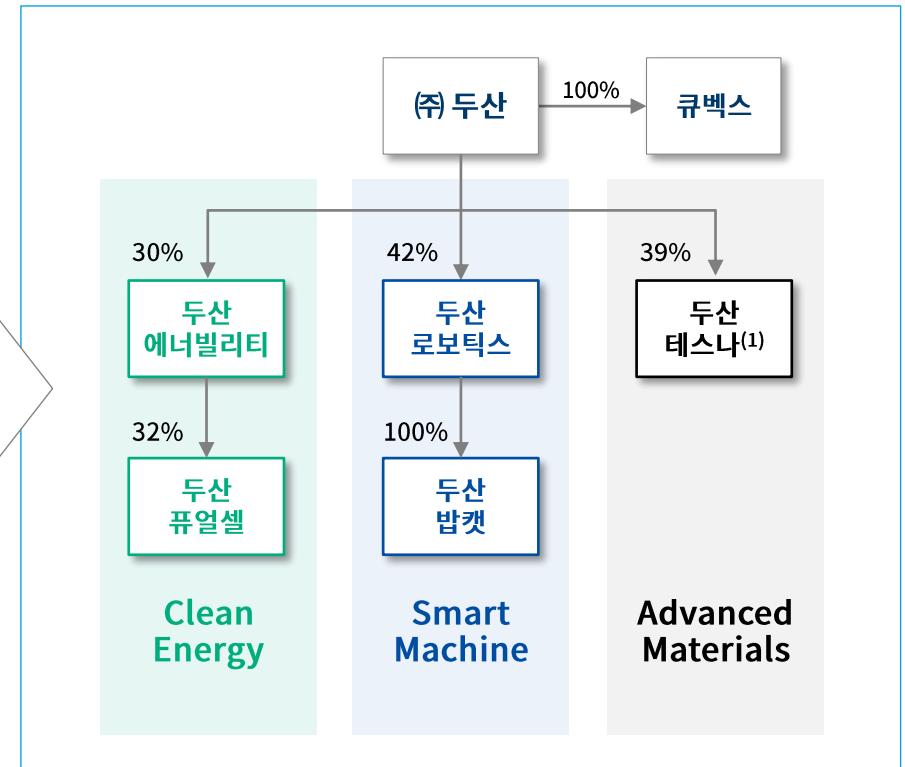 ㈜ 두산
100%
큐벡스
30%
42%
39%
두산
에너빌리티
두산
로보틱스
두산
테스나(1)
32%
100%
두산
퓨얼셀
두산
밥캣
Clean
Energy
Smart
Machine
Advanced
Materials